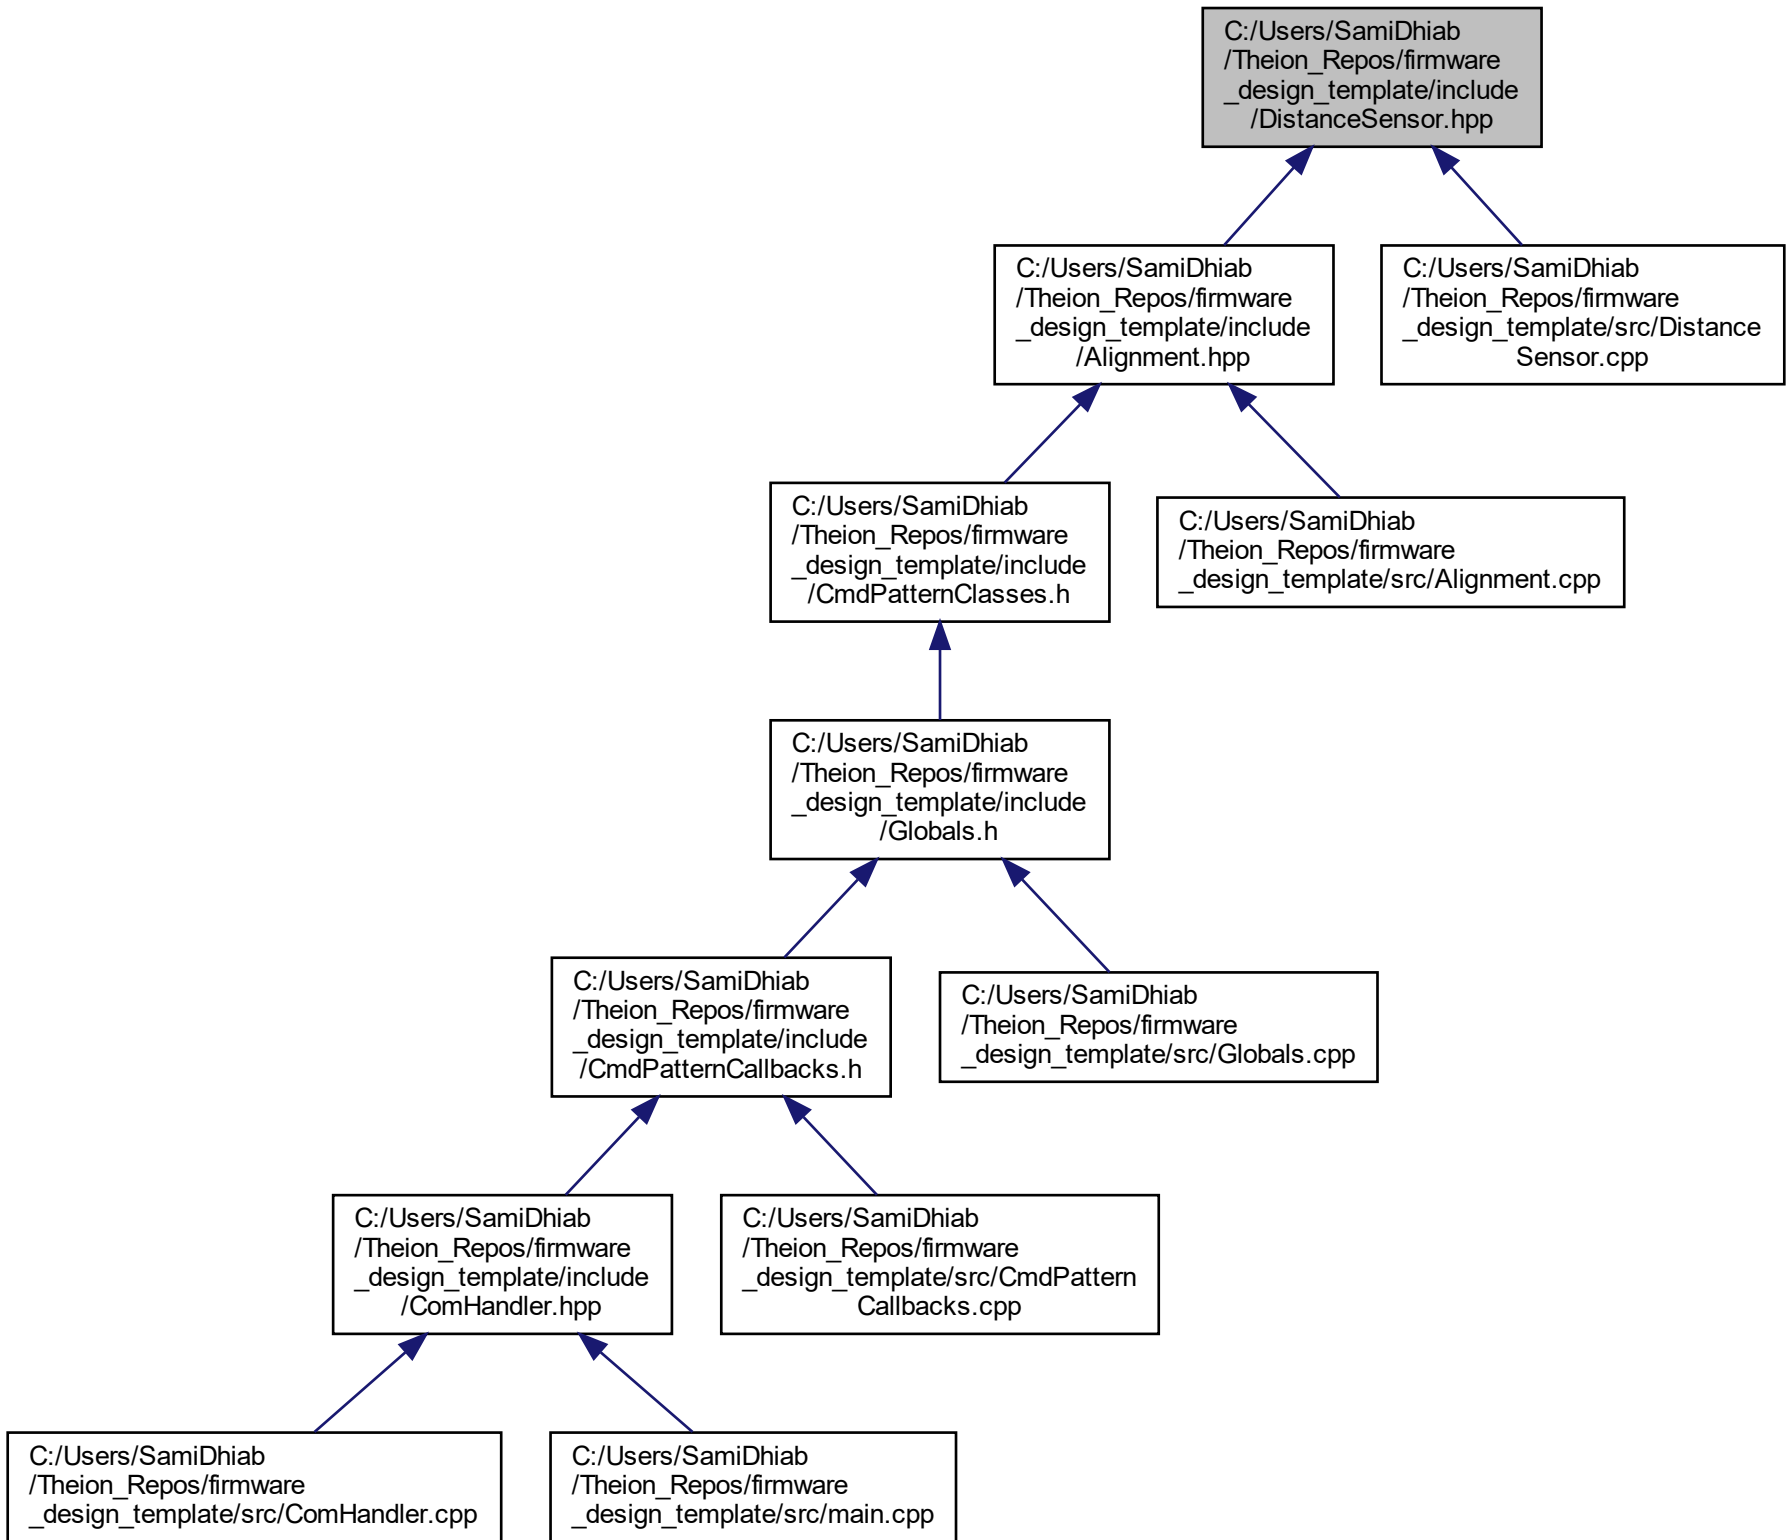 C:/Users/SamiDhiab
/Theion_Repos/firmware
_design_template/include
/DistanceSensor.hpp
C:/Users/SamiDhiab
/Theion_Repos/firmware
_design_template/include
/Alignment.hpp
C:/Users/SamiDhiab
/Theion_Repos/firmware
_design_template/src/Distance
Sensor.cpp
C:/Users/SamiDhiab
/Theion_Repos/firmware
_design_template/include
/CmdPatternClasses.h
C:/Users/SamiDhiab
/Theion_Repos/firmware
_design_template/src/Alignment.cpp
C:/Users/SamiDhiab
/Theion_Repos/firmware
_design_template/include
/Globals.h
C:/Users/SamiDhiab
/Theion_Repos/firmware
_design_template/include
/CmdPatternCallbacks.h
C:/Users/SamiDhiab
/Theion_Repos/firmware
_design_template/src/Globals.cpp
C:/Users/SamiDhiab
/Theion_Repos/firmware
_design_template/include
/ComHandler.hpp
C:/Users/SamiDhiab
/Theion_Repos/firmware
_design_template/src/CmdPattern
Callbacks.cpp
C:/Users/SamiDhiab
/Theion_Repos/firmware
_design_template/src/ComHandler.cpp
C:/Users/SamiDhiab
/Theion_Repos/firmware
_design_template/src/main.cpp